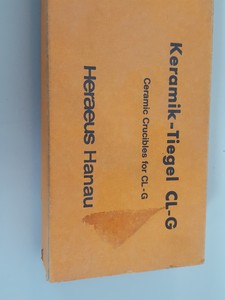 Keramik-Tiegel CL-G
Ceramic Crucibles for CL-G
Heraeus Hanau